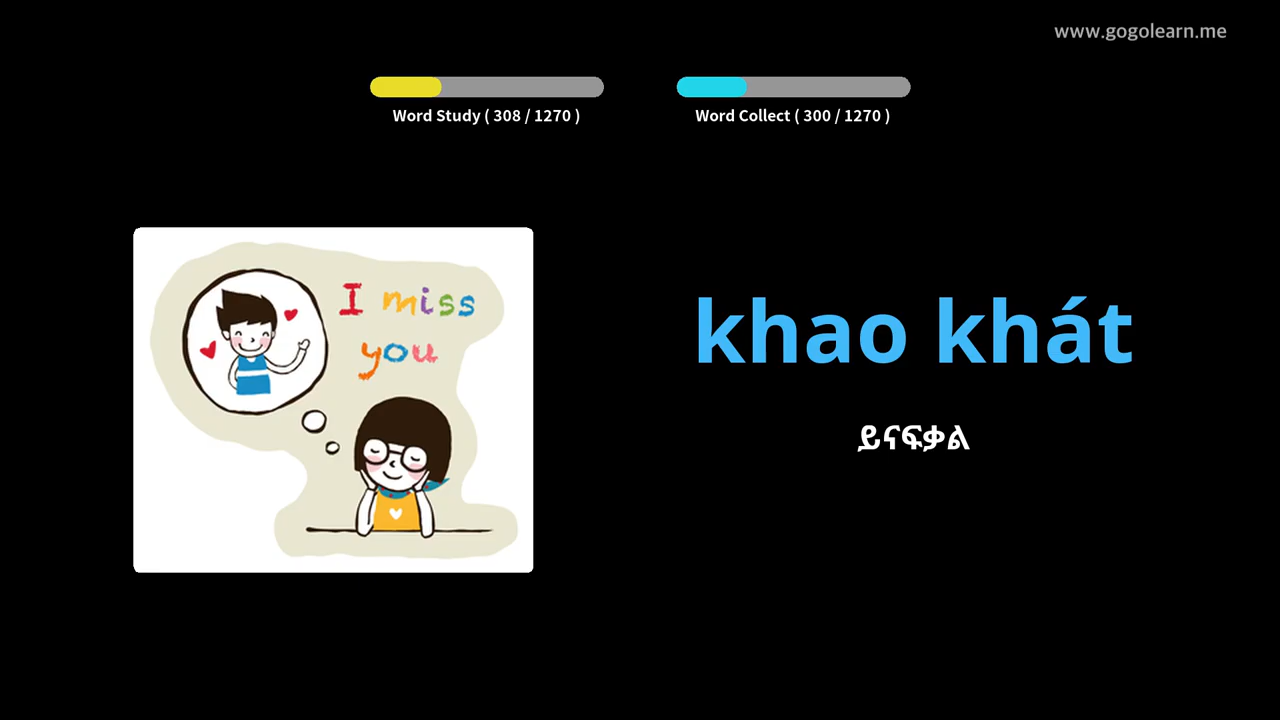 www.gogolearn.me
Word Study ( 308 / 1270 )
Word Collect ( 300 / 1270 )
I miss
you
khao khát
ይናፍቃል